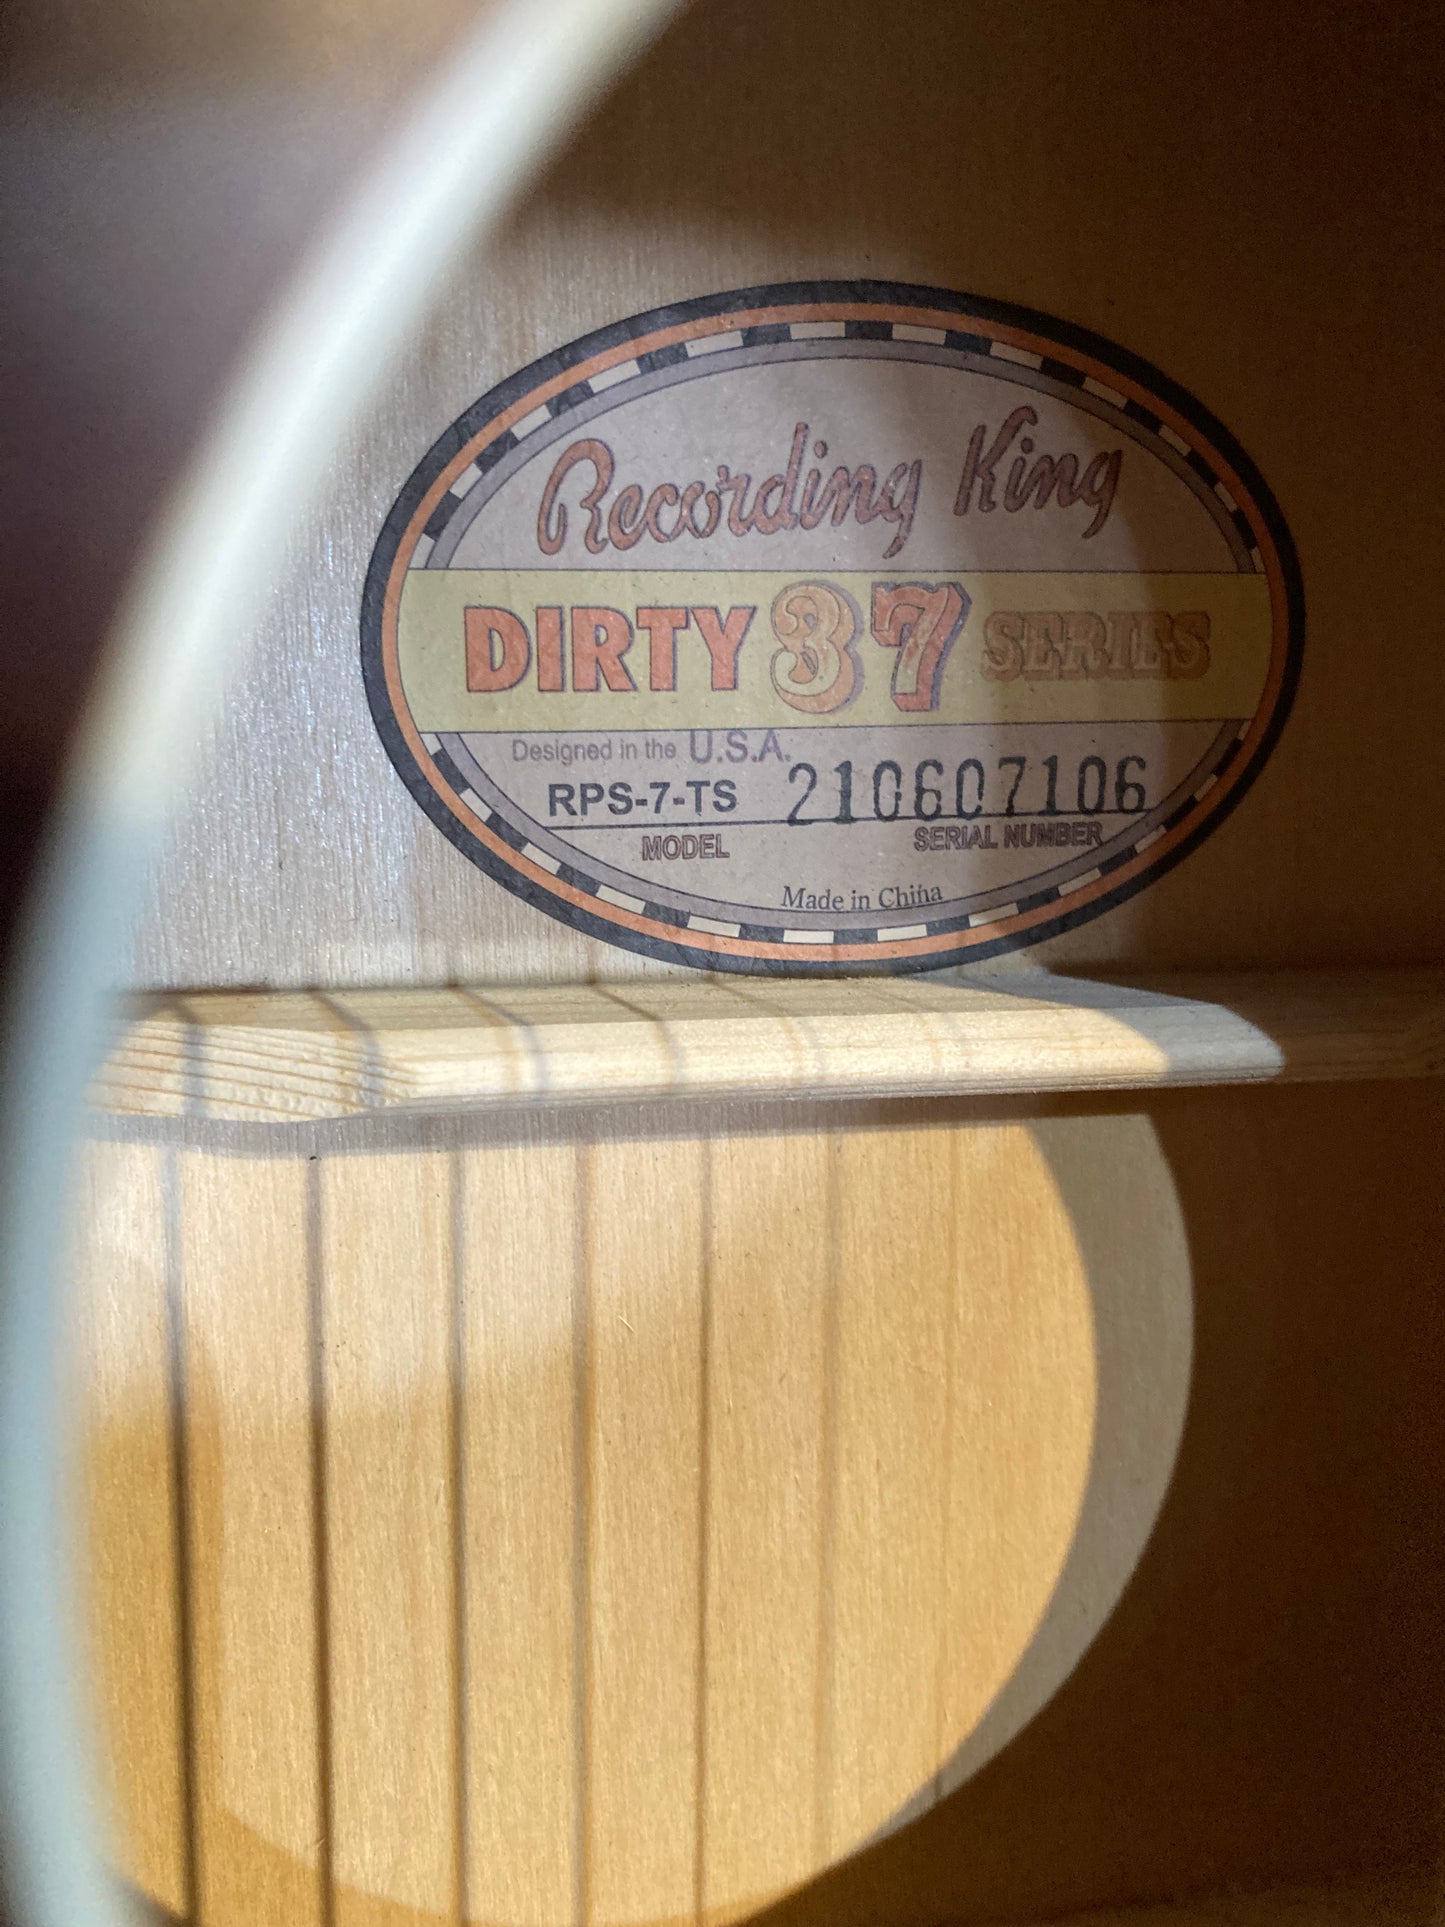 Recording King
DIRTY 37 SERIES
Designed in the U.S.A.
RPS-7-TS 210607106
MODEL SERIAL NUMBER
Made in China